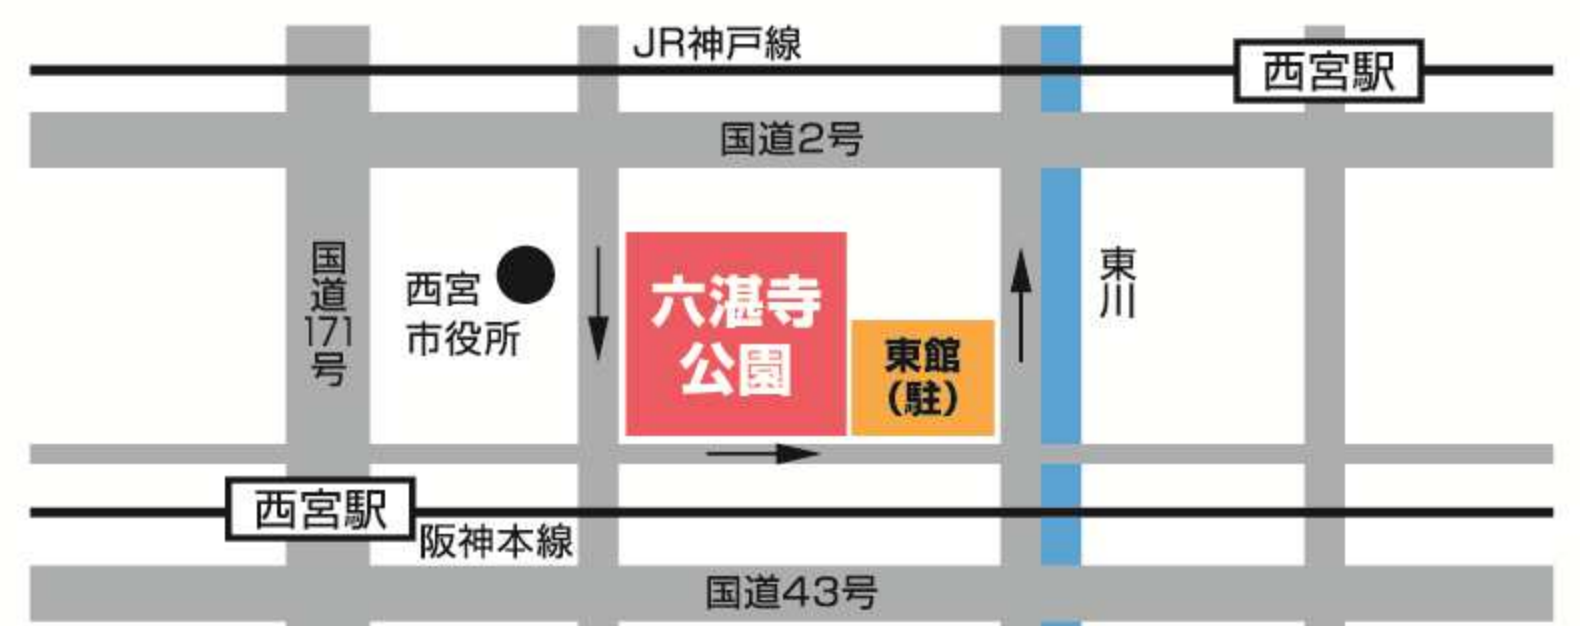 JR神戸線
西宮駅
国道2号
国道171号
西宮
市役所
六湛寺
公園
東館
(駐)
東川
西宮駅
阪神本線
国道43号